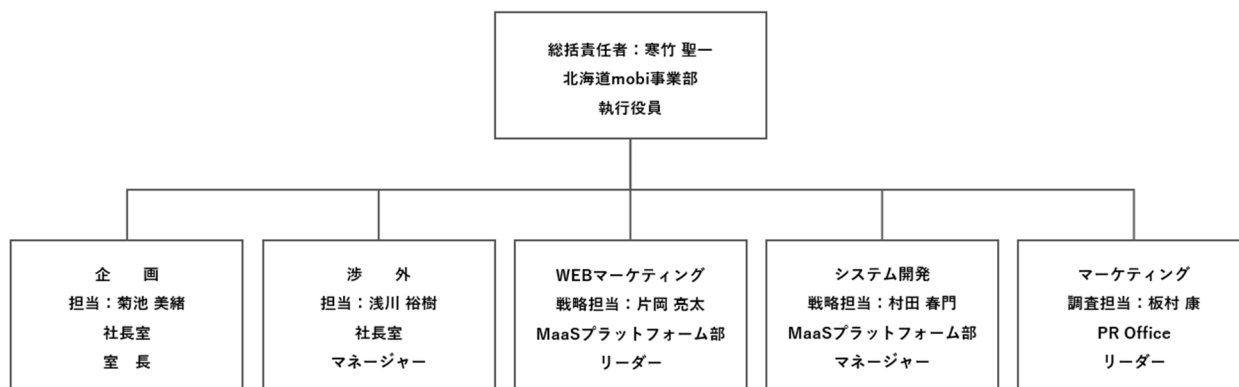 総括責任者：寒竹 聖一
北海道mobi事業部
執行役員
企　画
担当：菊池 美緒
社長室
室　長
渉　外
担当：浅川 裕樹
社長室
マネージャー
WEBマーケティング
戦略担当：片岡 亮太
MaaSプラットフォーム部
リーダー
システム開発
戦略担当：村田 春門
MaaSプラットフォーム部
マネージャー
マーケティング
調査担当：板村 康
PR Office
リーダー